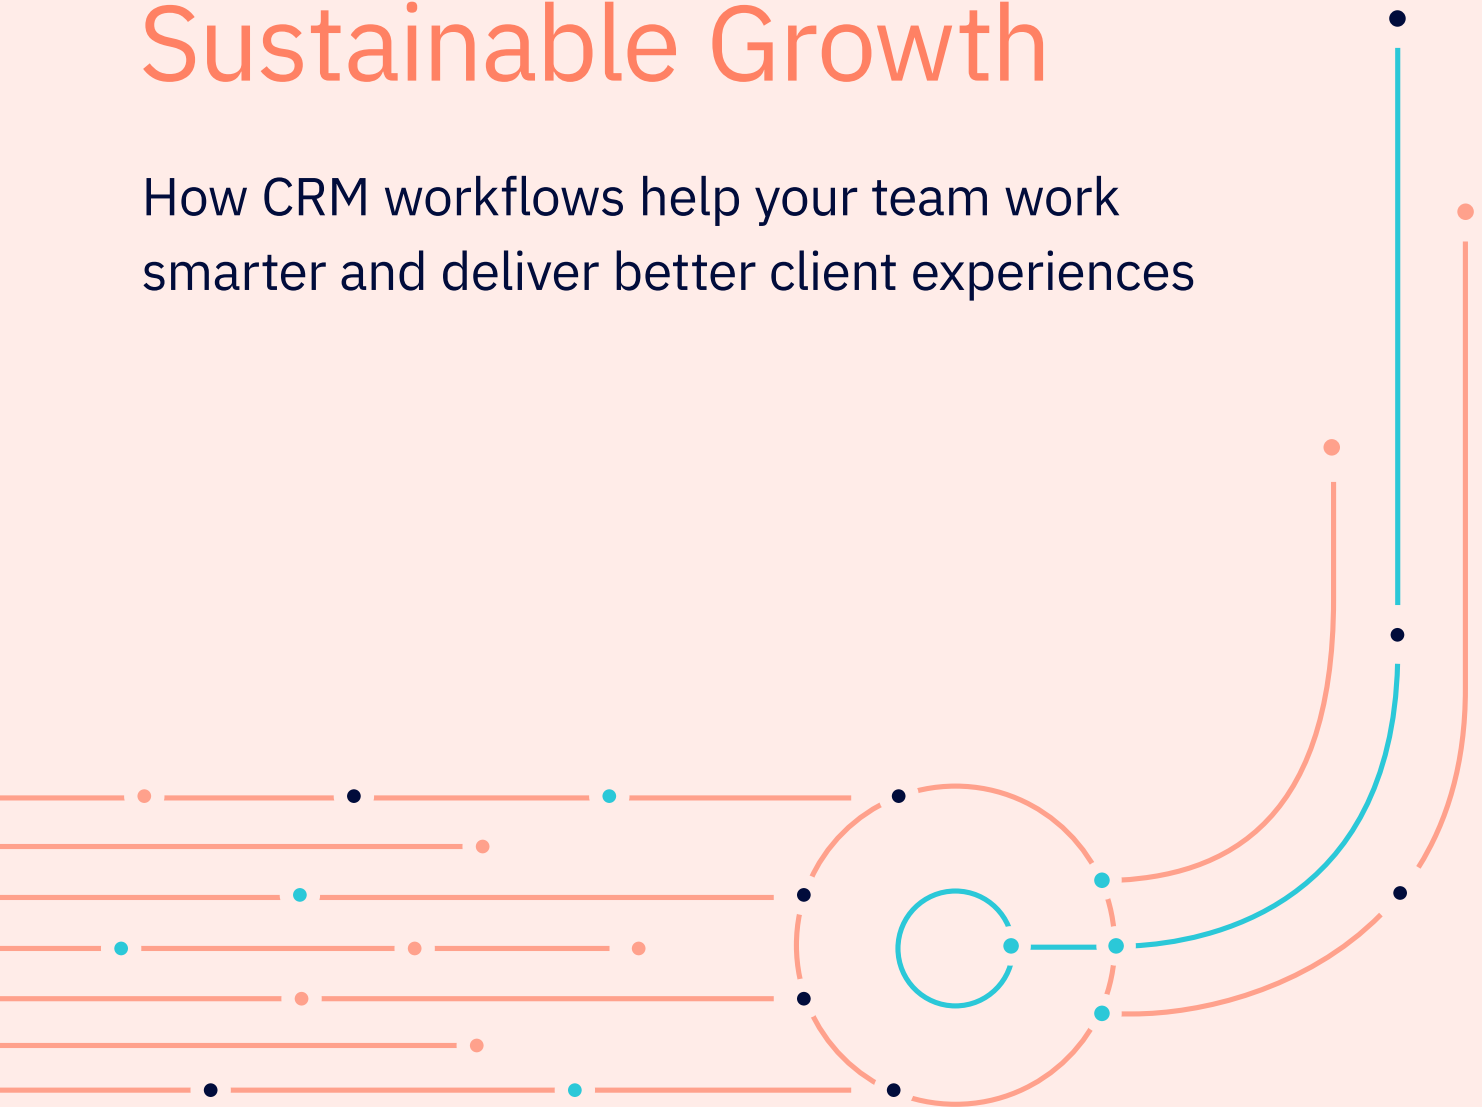 Sustainable Growth
How CRM workflows help your team work
smarter and deliver better client experiences